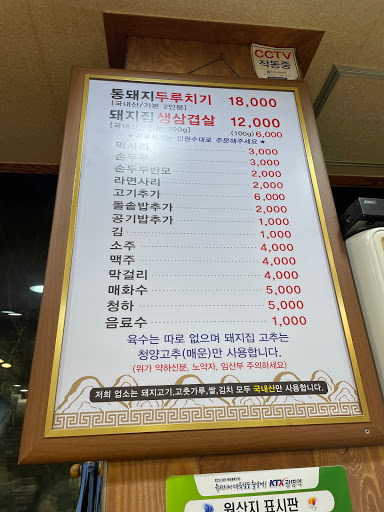 CCTV
작동중
통돼지두루치기 18,000
[국내산/기본 2인분]
돼지집 생삼겹살 12,000
(100g) 6,000
떡사리 3,000
손두부 3,000
손두부반모 2,000
라면사리 2,000
고기추가 6,000
돌솥밥추가 2,000
공기밥추가 1,000
김 1,000
소주 4,000
맥주 4,000
막걸리 4,000
매화수 5,000
청하 5,000
음료수 1,000
육수는 따로 없으며 돼지집 고추는
청양고추(매운)만 사용합니다.
(위가 약하신분, 노약자, 임산부 주의하세요)
저희 업소는 돼지고기,고춧가루,쌀,김치 모두 국내산만 사용합니다.
KTX광명역
원산지 표시판